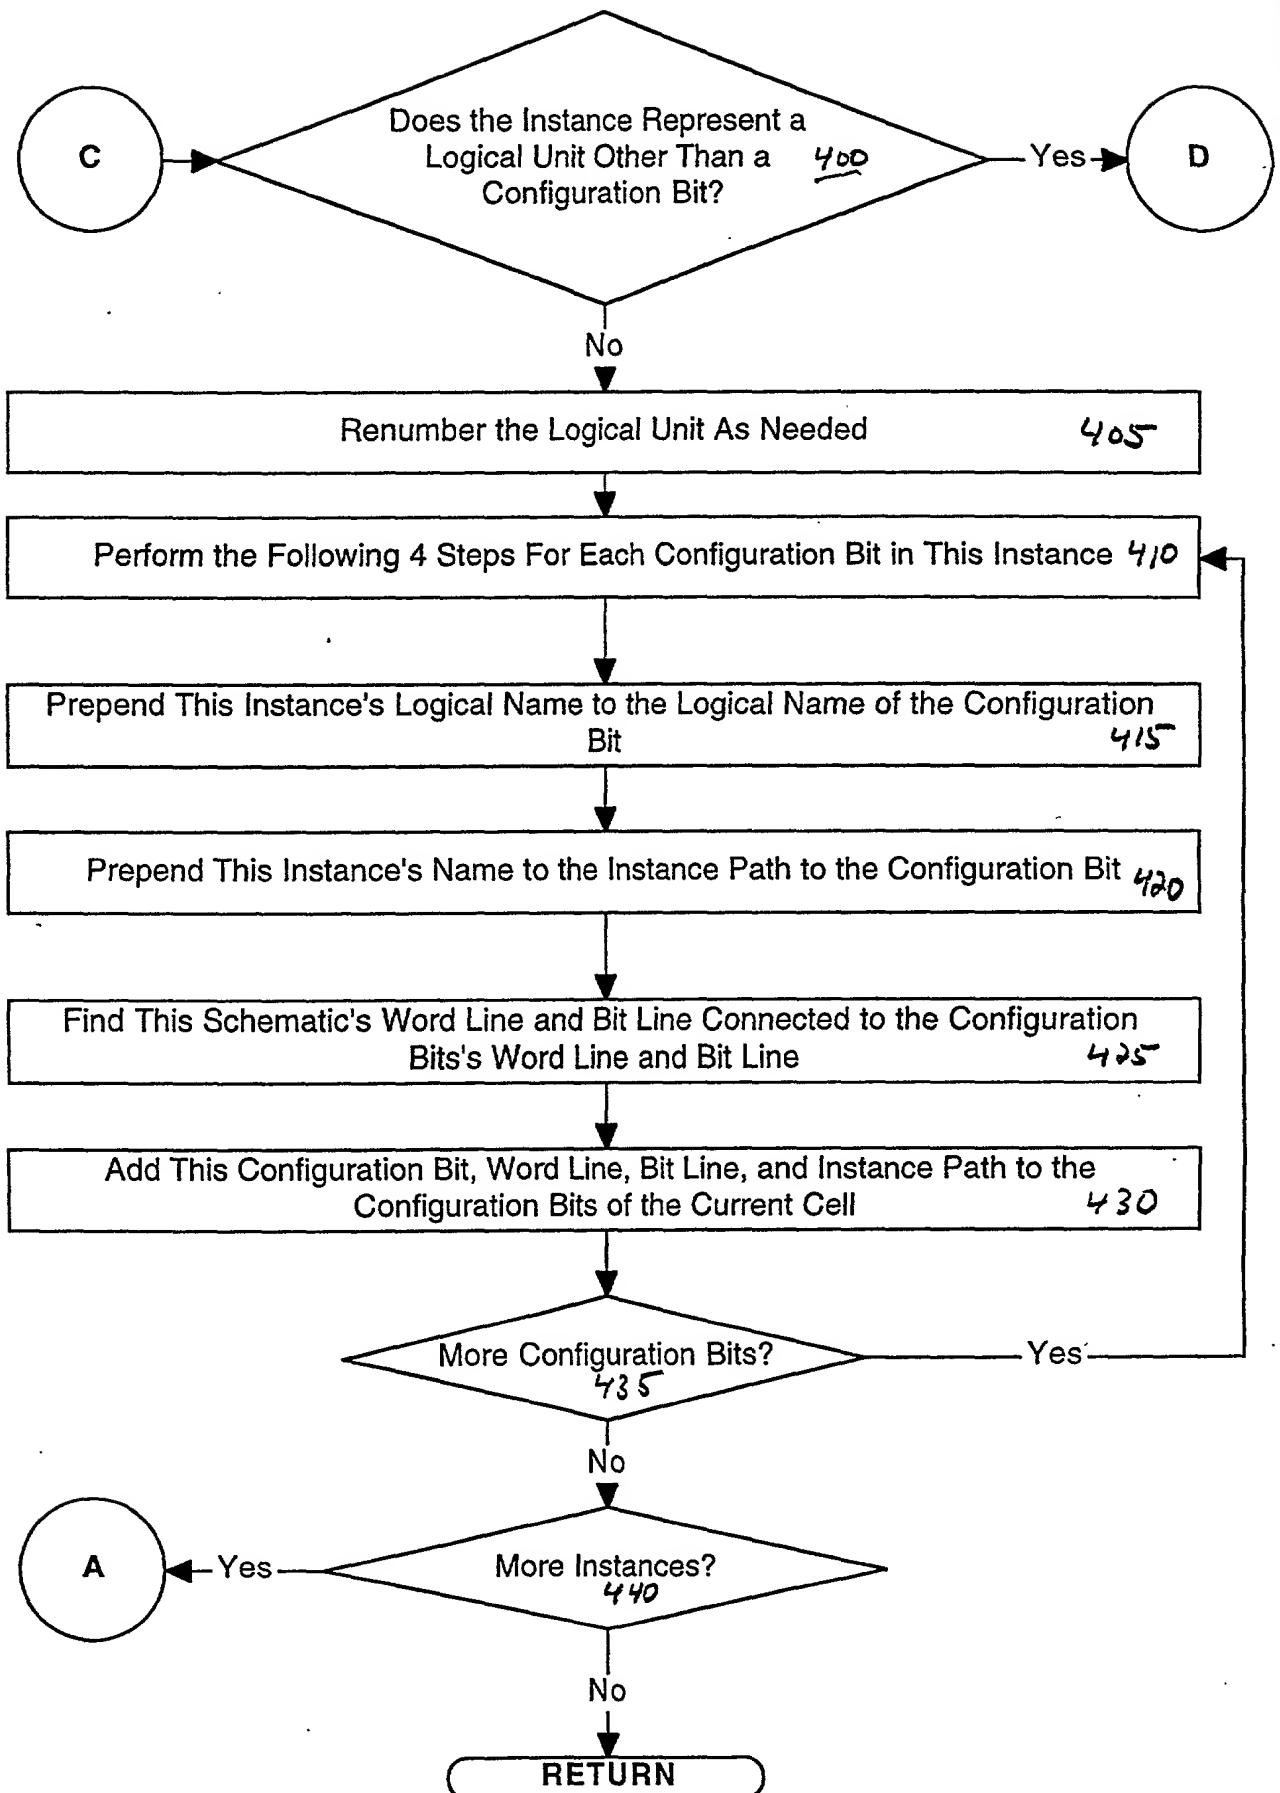 C
Does the Instance Represent a
Logical Unit Other Than a 400
Configuration Bit?
Yes
D
No
Renumber the Logical Unit As Needed 405
Perform the Following 4 Steps For Each Configuration Bit in This Instance 410
Prepend This Instance's Logical Name to the Logical Name of the Configuration
Bit 415
Prepend This Instance's Name to the Instance Path to the Configuration Bit 420
Find This Schematic's Word Line and Bit Line Connected to the Configuration
Bits's Word Line and Bit Line 425
Add This Configuration Bit, Word Line, Bit Line, and Instance Path to the
Configuration Bits of the Current Cell 430
More Configuration Bits?
435
Yes
No
A
Yes
More Instances?
440
No
RETURN